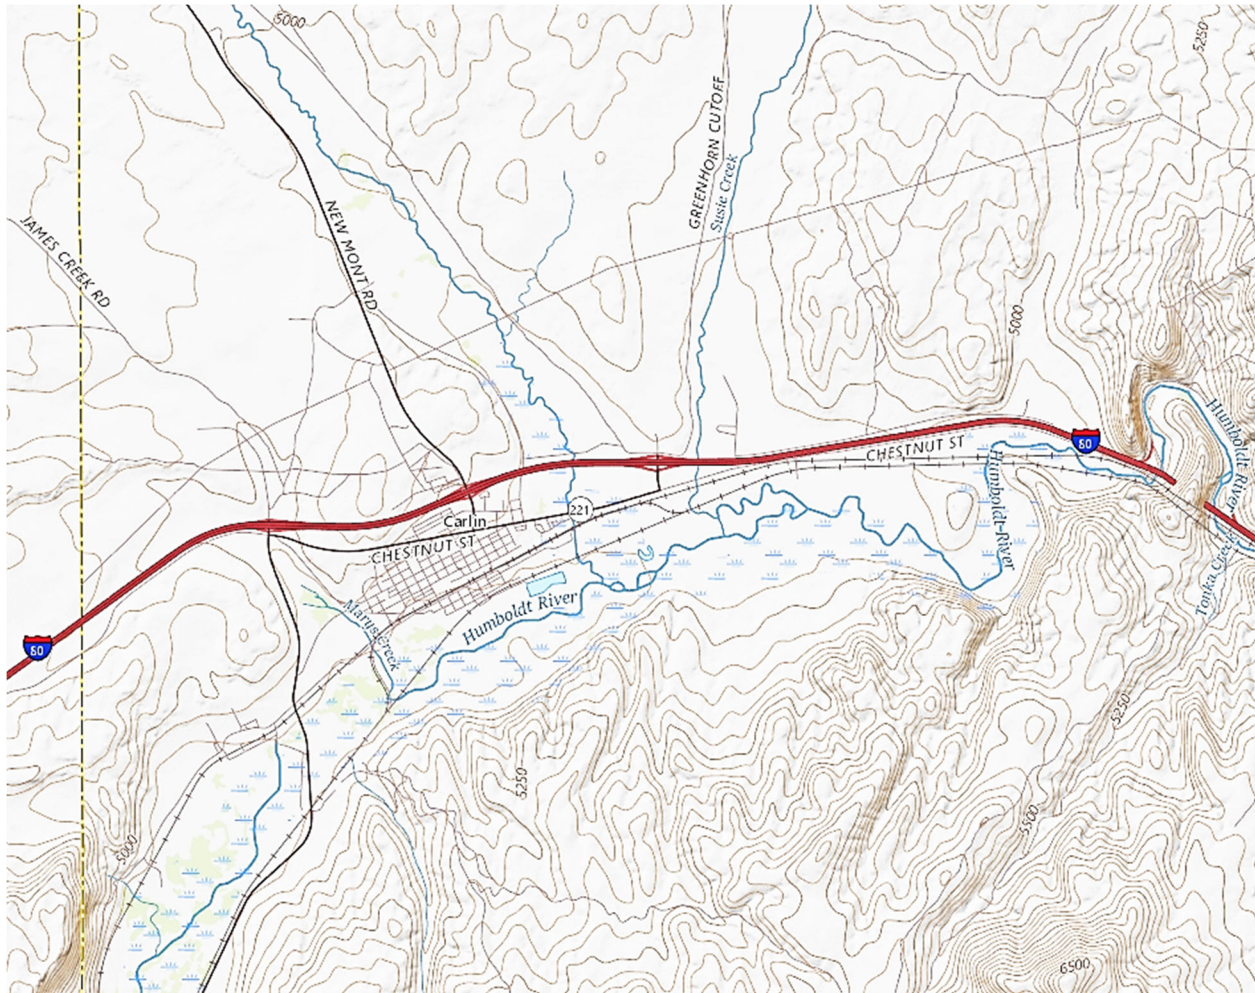 5000
5250
GREENHORN CUTOFF
Susie Creek
NEW MONT RD
JAMES CREEK RD
5000
Humboldt River
80
CHESTNUT ST
Humboldt River
221
Carlin
CHESTNUT ST
Tonka Creek
Humboldt River
Marys Creek
80
5250
5250
5500
5000
6500